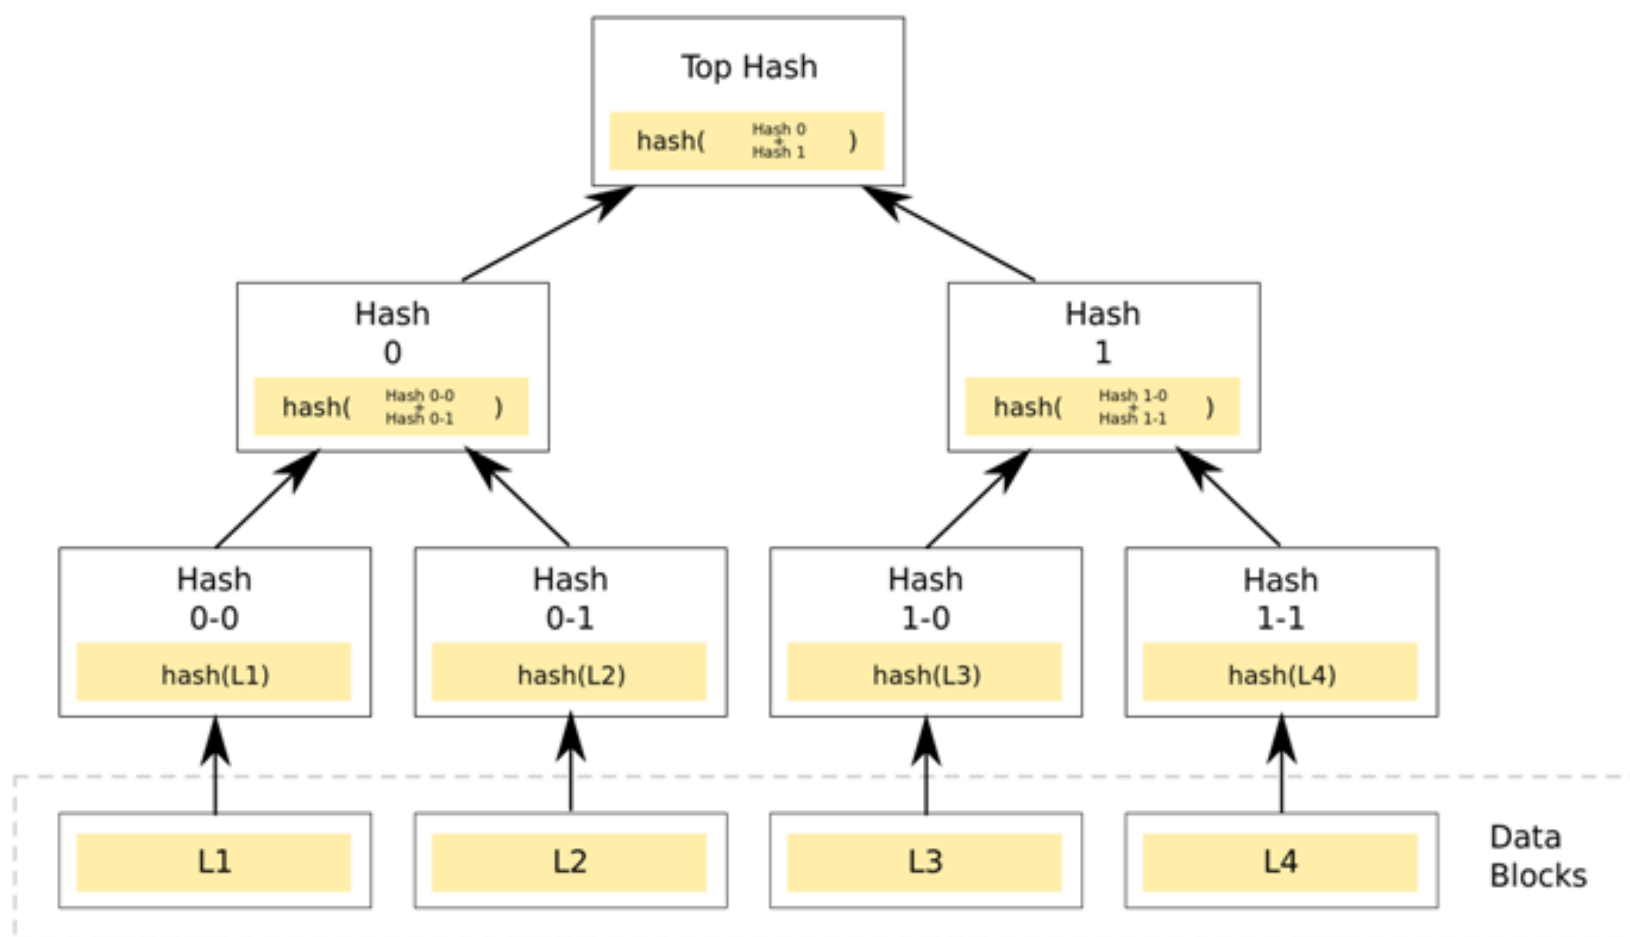 Top Hash
hash( Hash 0 + Hash 1 )
Hash
0
hash( Hash 0-0 + Hash 0-1 )
Hash
1
hash( Hash 1-0 + Hash 1-1 )
Hash
0-0
hash(L1)
Hash
0-1
hash(L2)
Hash
1-0
hash(L3)
Hash
1-1
hash(L4)
L1
L2
L3
L4
Data
Blocks